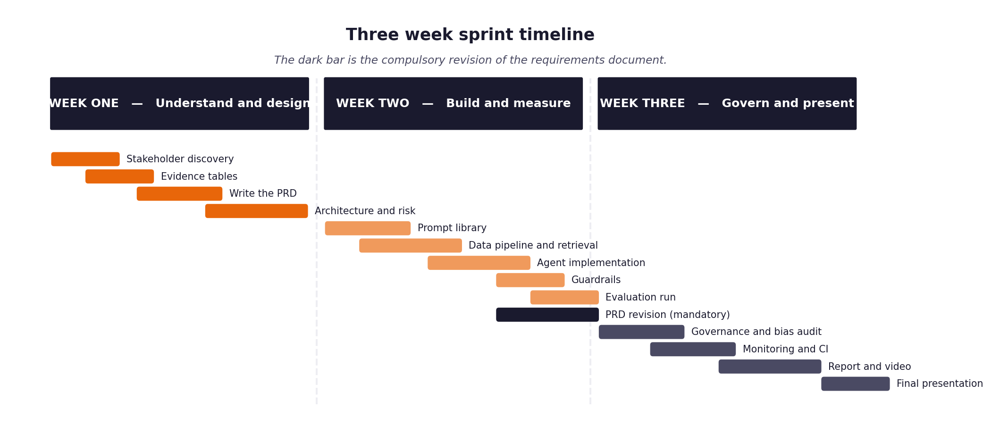 Three week sprint timeline
The dark bar is the compulsory revision of the requirements document.
WEEK ONE — Understand and design
WEEK TWO — Build and measure
WEEK THREE — Govern and present
Stakeholder discovery
Evidence tables
Write the PRD
Architecture and risk
Prompt library
Data pipeline and retrieval
Agent implementation
Guardrails
Evaluation run
PRD revision (mandatory)
Governance and bias audit
Monitoring and CI
Report and video
Final presentation